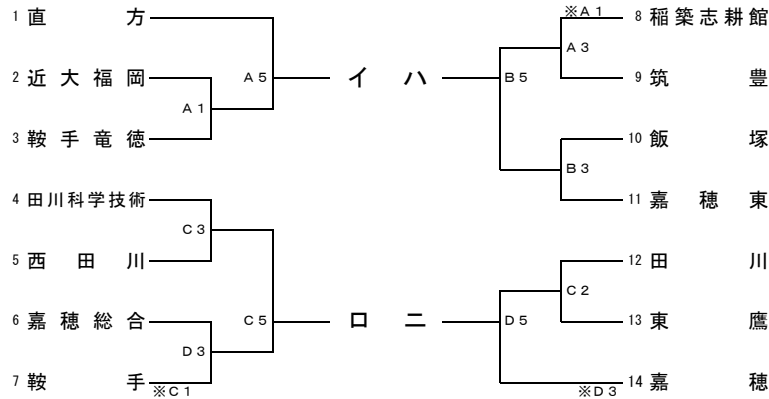 1 直方
※A1
8 稲築志耕館
A3
2 近大福岡
A5
イ
ハ
B5
9 筑豊
A1
3 鞍手竜徳
10 飯塚
B3
4 田川科学技術
11 嘉穂東
C3
5 西田川
12 田川
C2
6 嘉穂総合
C5
ロ
ニ
D5
13 東鷹
D3
7 鞍手
※C1
※D3
14 嘉穂